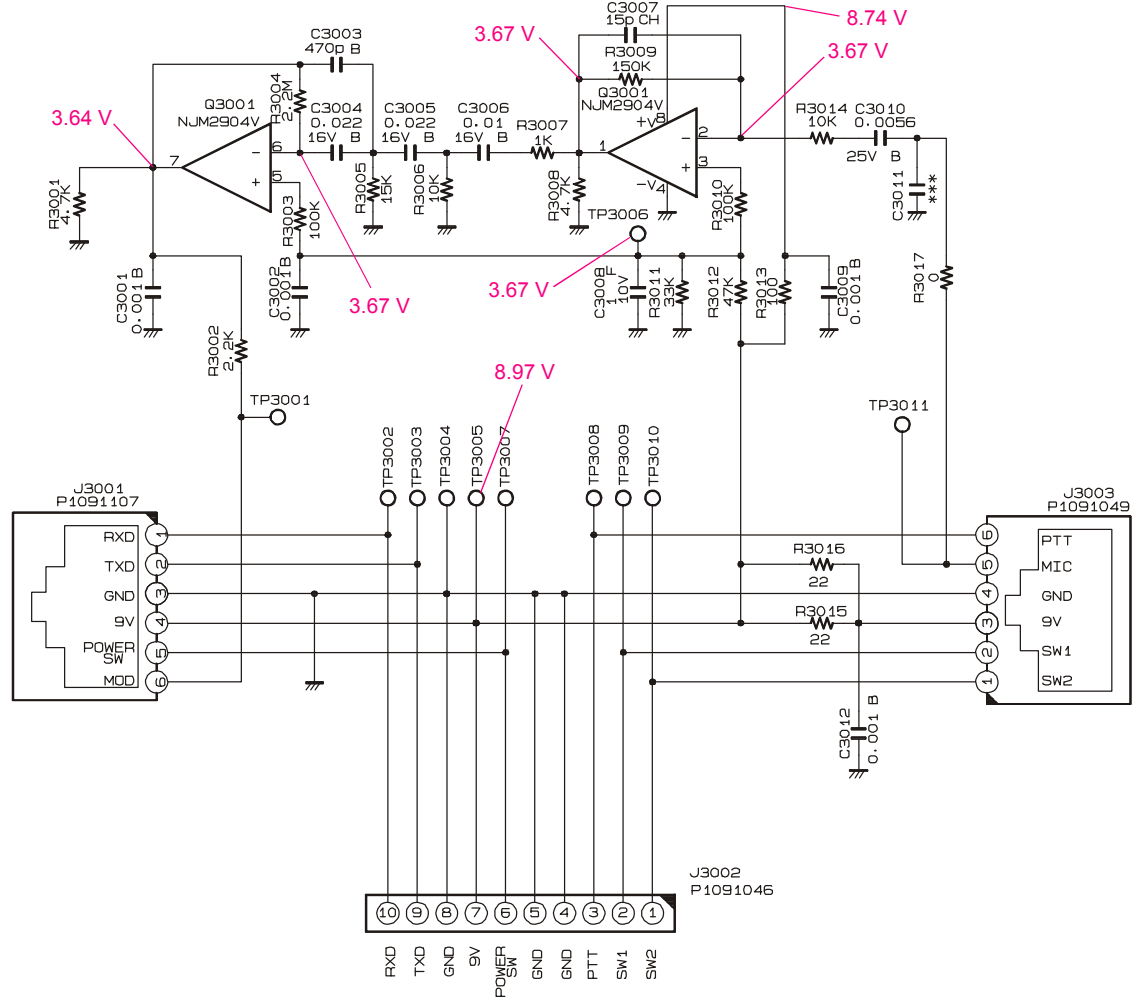 C3007
15p CH
8.74 V
3.67 V
3.67 V
C3003
470p B
R3009
150K
Q3001
NJM2904V
R3004
2.2M
Q3001
NJM2904V
C3004
0.022
16V B
C3005
0.022
16V B
C3006
0.01
16V B
R3007
1K
+V
8
2
-
3
+
1
-V
4
R3014
10K
C3010
0.0056
25V B
3.64 V
7
6
-
5
+
R3001
4.7K
R3003
100K
R3005
15K
R3006
10K
R3008
4.7K
TP3006
R3010
100K
C3011
***
C3001
0.001B
C3002
0.001B
3.67 V
3.67 V
C3008
1 F
10V
R3011
33K
R3012
47K
R3013
100
C3009
0.001B
R3017
0
R3002
2.2K
8.97 V
TP3001
TP3002
TP3003
TP3004
TP3005
TP3007
TP3008
TP3009
TP3010
TP3011
J3001
P1091107
RXD 1
TXD 2
GND 3
9V 4
POWER
SW 5
MOD 6
J3003
P1091049
6 PTT
5 MIC
4 GND
3 9V
2 SW1
1 SW2
R3016
22
R3015
22
C3012
0.001 B
J3002
P1091046
10 9 8 7 6 5 4 3 2 1
RXD
TXD
GND
9V
POWER
SW
GND
GND
PTT
SW1
SW2